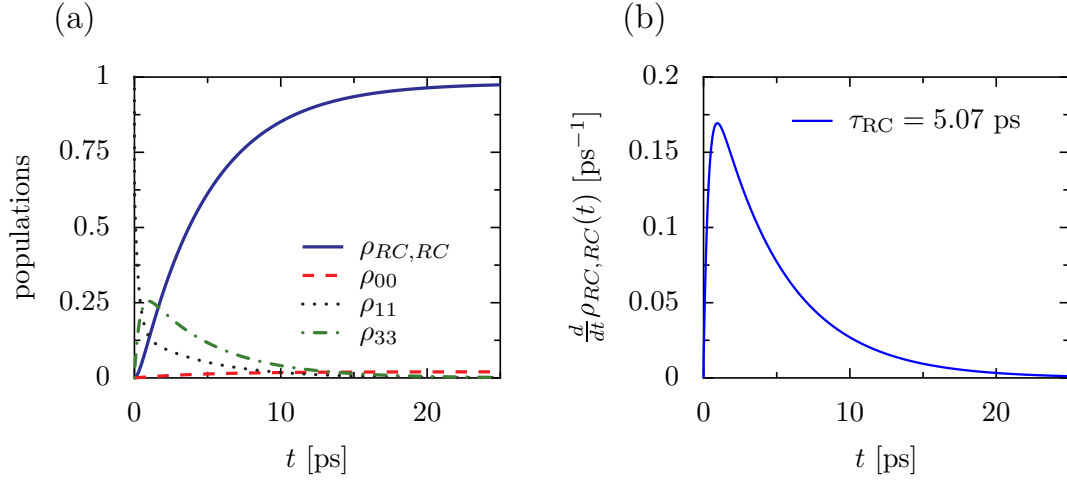 (a)
populations
1
0.75
0.5
0.25
0
ρ_{RC,RC}
ρ_{00}
ρ_{11}
ρ_{33}
0 10 20
t [ps]
(b)
d/dt ρ_{RC,RC}(t) [ps⁻¹]
0.2
0.15
0.1
0.05
0
τ_{RC} = 5.07 ps
0 10 20
t [ps]